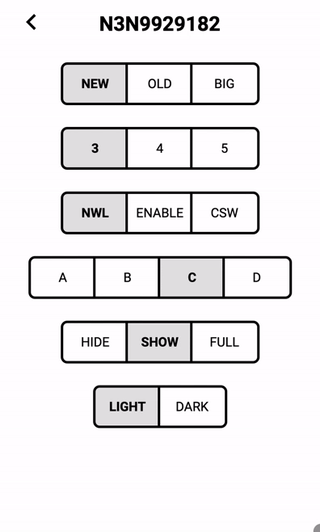 N3N9929182
NEW OLD BIG
3 4 5
NWL ENABLE CSW
A B C D
HIDE SHOW FULL
LIGHT DARK